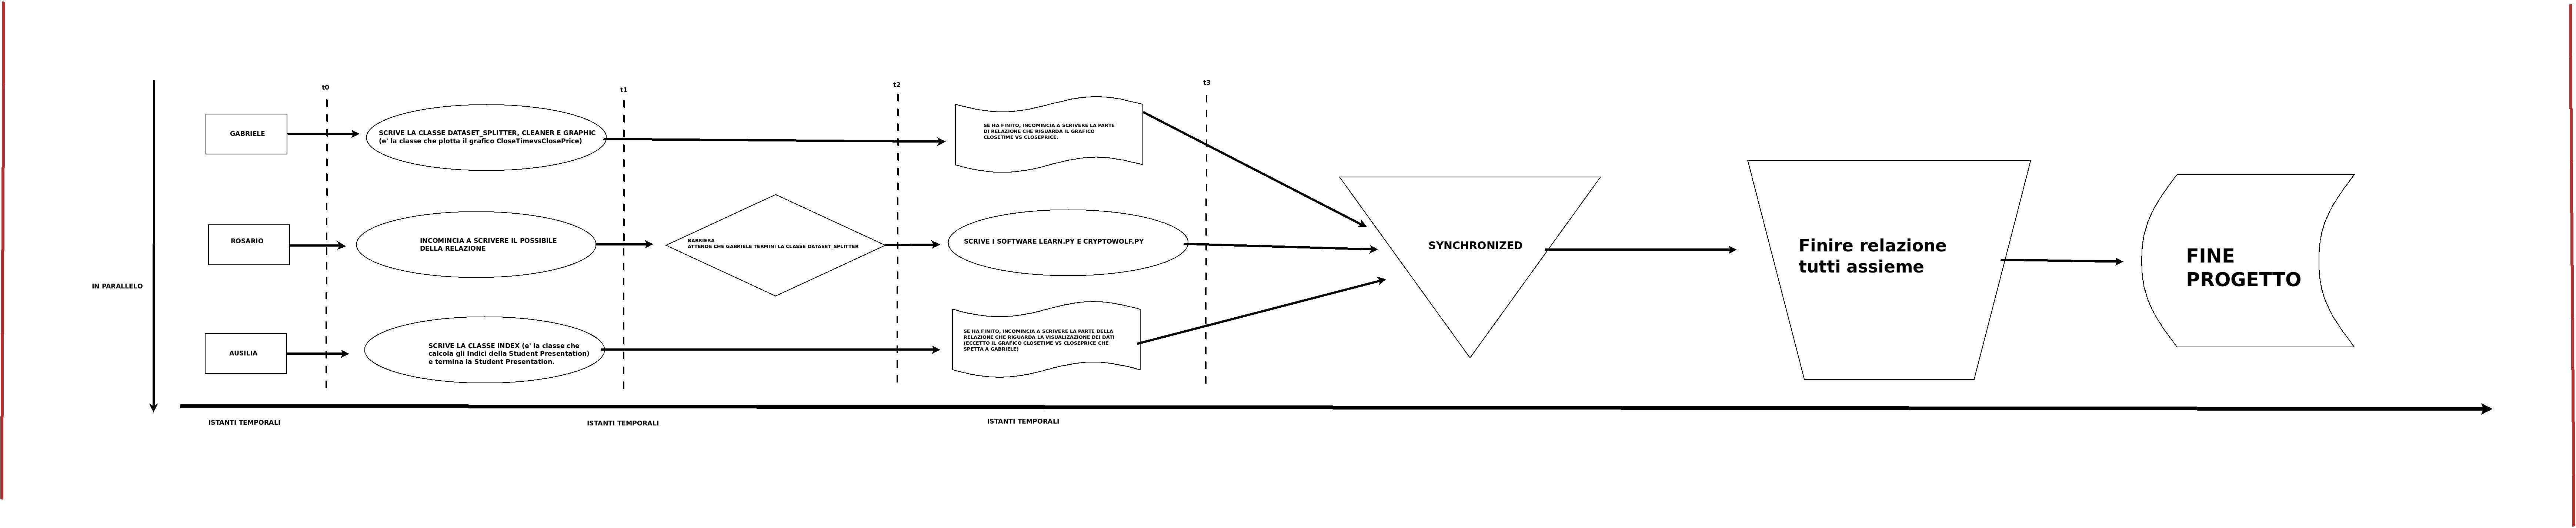 t0
t1
t2
t3
GABRIELE
SCRIVE LA CLASSE DATASET_SPLITTER, CLEANER E GRAPHIC
(e' la classe che plotta il grafico CloseTimevsClosePrice)
SE HA FINITO, INCOMINCIA A SCRIVERE LA PARTE
DI RELAZIONE CHE RIGUARDA IL GRAFICO
CLOSETIME VS CLOSEPRICE.
ROSARIO
INCOMINCIA A SCRIVERE IL POSSIBILE
DELLA RELAZIONE
BARRIERA
ATTENDE CHE GABRIELE TERMINI LA CLASSE DATASET_SPLITTER
SCRIVE I SOFTWARE LEARN.PY E CRYPTOWOLF.PY
SYNCHRONIZED
Finire relazione
tutti assieme
FINE
PROGETTO
IN PARALLELO
AUSILIA
SCRIVE LA CLASSE INDEX (e' la classe che
calcola gli Indici della Student Presentation)
e termina la Student Presentation.
SE HA FINITO, INCOMINCIA A SCRIVERE LA PARTE DELLA
RELAZIONE CHE RIGUARDA LA VISUALIZAZIONE DEI DATI
(ECCETTO IL GRAFICO CLOSETIME VS CLOSEPRICE CHE
SPETTA A GABRIELE)
ISTANTI TEMPORALI
ISTANTI TEMPORALI
ISTANTI TEMPORALI